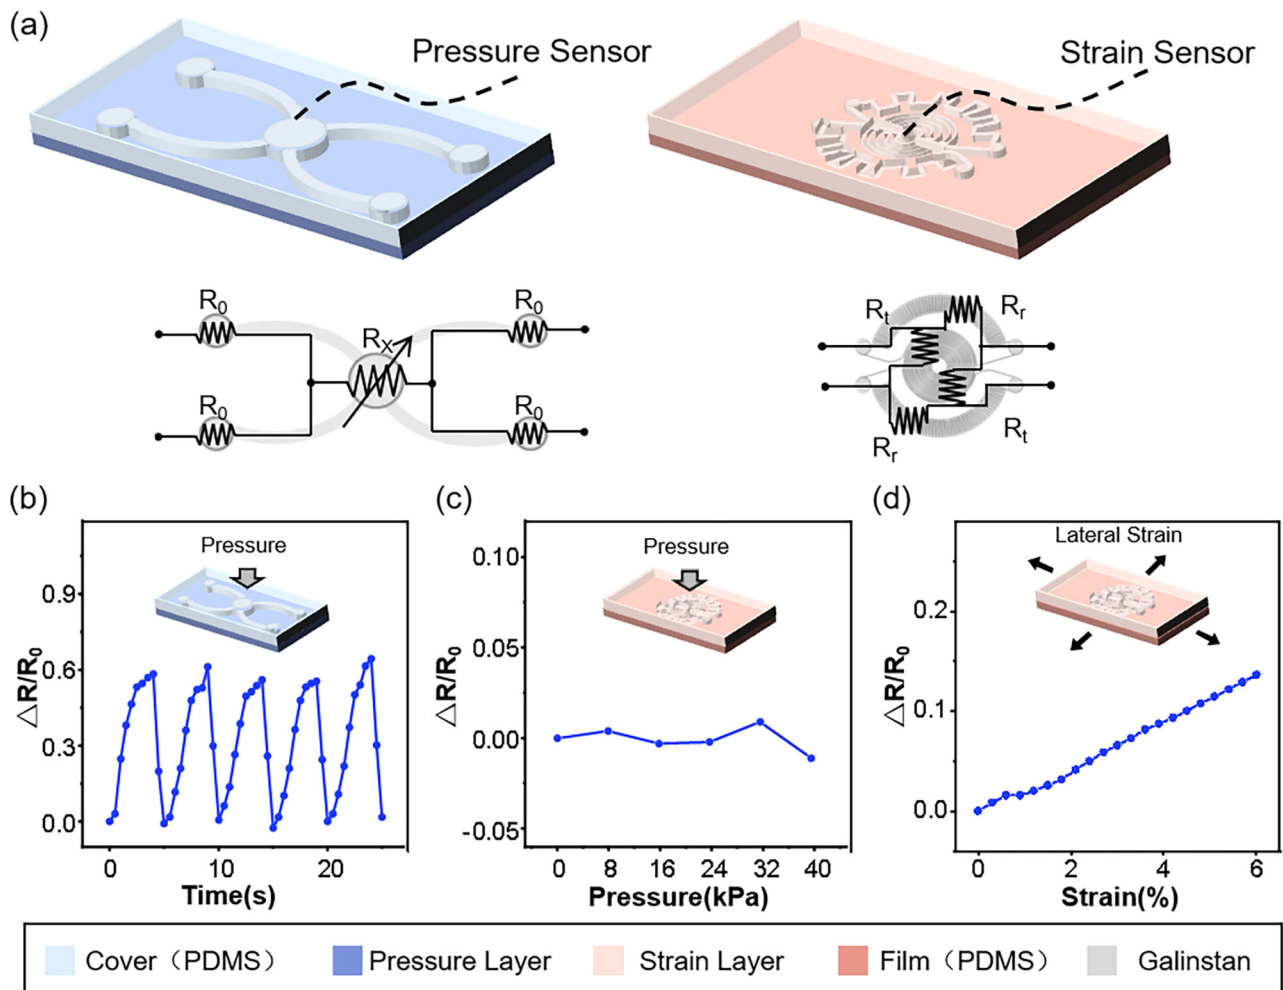 (a)
Pressure Sensor
Strain Sensor
R0
R0
RX
R0
R0
Rt
Rr
Rr
Rt
(b)
(c)
(d)
Pressure
△R/R0
0.9
0.6
0.3
0.0
0
10
20
Time(s)
Pressure
△R/R0
0.10
0.05
0.00
-0.05
0
8
16
24
32
40
Pressure(kPa)
Lateral Strain
△R/R0
0.2
0.1
0.0
0
2
4
6
Strain(%)
Cover（PDMS）
Pressure Layer
Strain Layer
Film（PDMS）
Galinstan